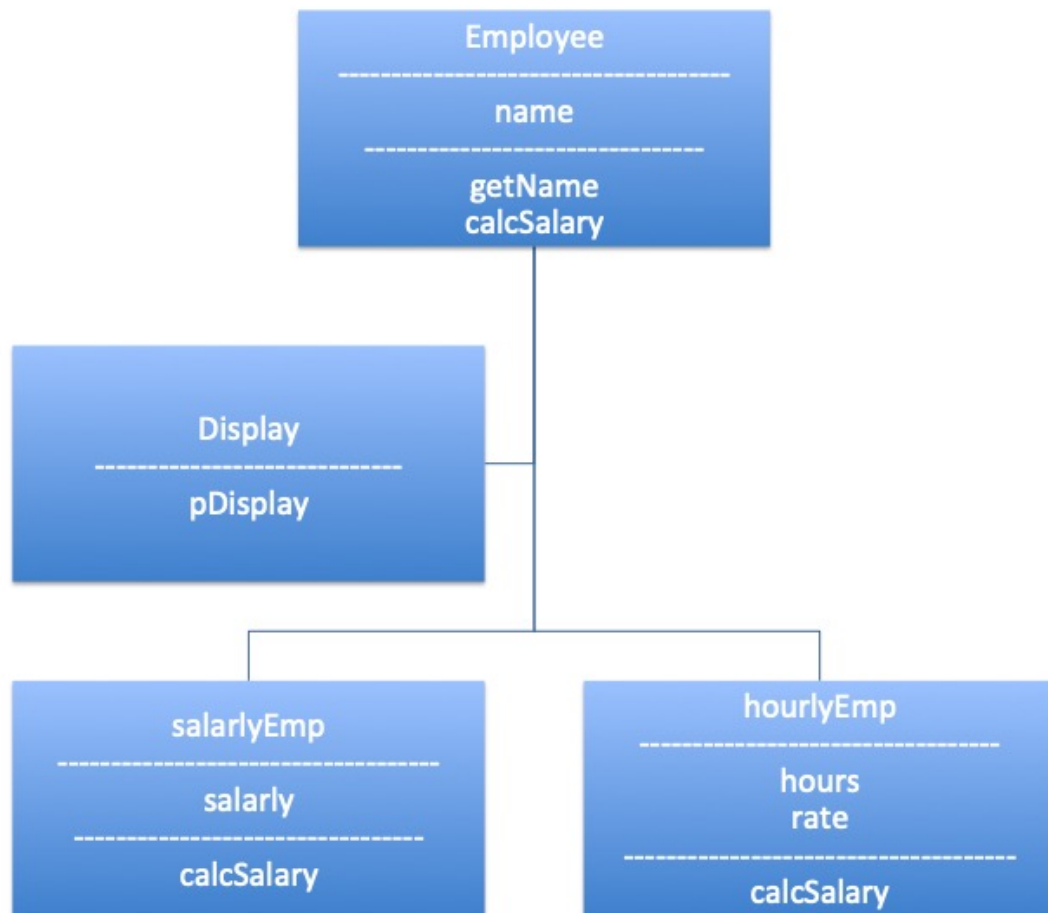 Employee
-------------------------------------
name
--------------------------------
getName
calcSalary
Display
-----------------------------
pDisplay
salarlyEmp
------------------------------------
salarly
---------------------------------
calcSalary
hourlyEmp
----------------------------------
hours
rate
-------------------------------------
calcSalary